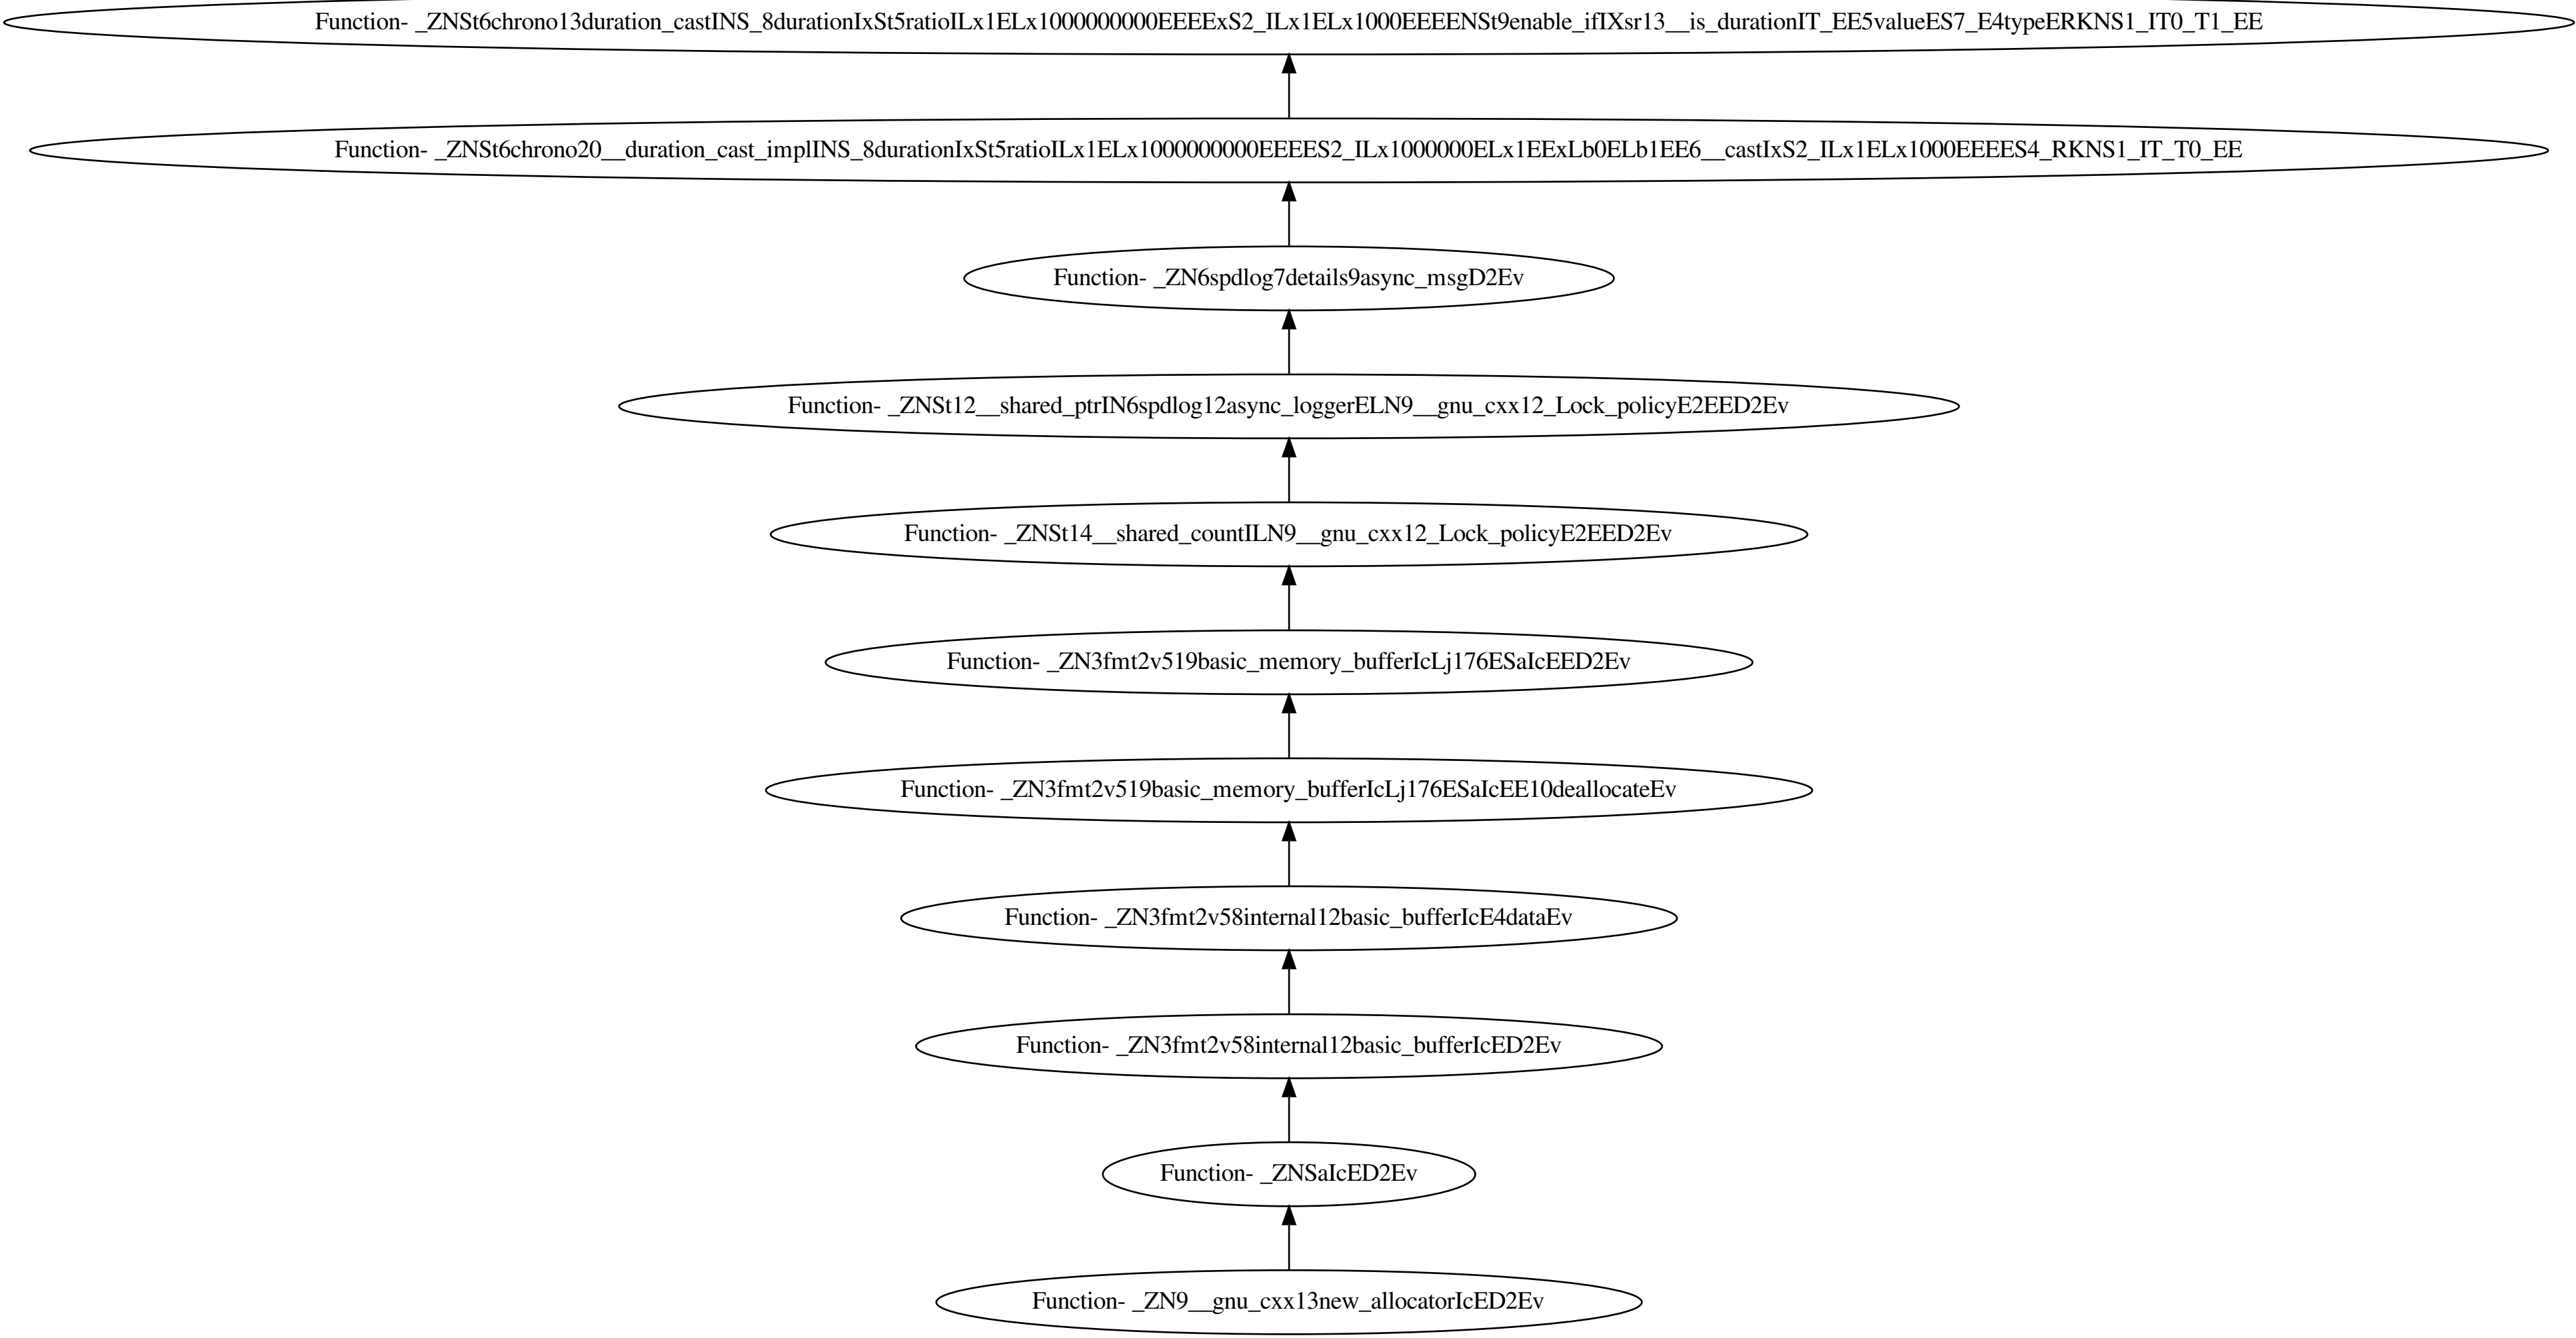 Function- _ZNSt6chrono13duration_castINS_8durationIxSt5ratioILx1ELx1000000000EEEExS2_ILx1ELx1000EEEENSt9enable_ifIXsr13__is_durationIT_EE5valueES7_E4typeERKNS1_IT0_T1_EE
Function- _ZNSt6chrono20__duration_cast_implINS_8durationIxSt5ratioILx1ELx1000000000EEEES2_ILx1000000ELx1EExLb0ELb1EE6__castIxS2_ILx1ELx1000EEEES4_RKNS1_IT_T0_EE
Function- _ZN6spdlog7details9async_msgD2Ev
Function- _ZNSt12__shared_ptrIN6spdlog12async_loggerELN9__gnu_cxx12_Lock_policyE2EED2Ev
Function- _ZNSt14__shared_countILN9__gnu_cxx12_Lock_policyE2EED2Ev
Function- _ZN3fmt2v519basic_memory_bufferIcLj176ESaIcEED2Ev
Function- _ZN3fmt2v519basic_memory_bufferIcLj176ESaIcEE10deallocateEv
Function- _ZN3fmt2v58internal12basic_bufferIcE4dataEv
Function- _ZN3fmt2v58internal12basic_bufferIcED2Ev
Function- _ZNSaIcED2Ev
Function- _ZN9__gnu_cxx13new_allocatorIcED2Ev